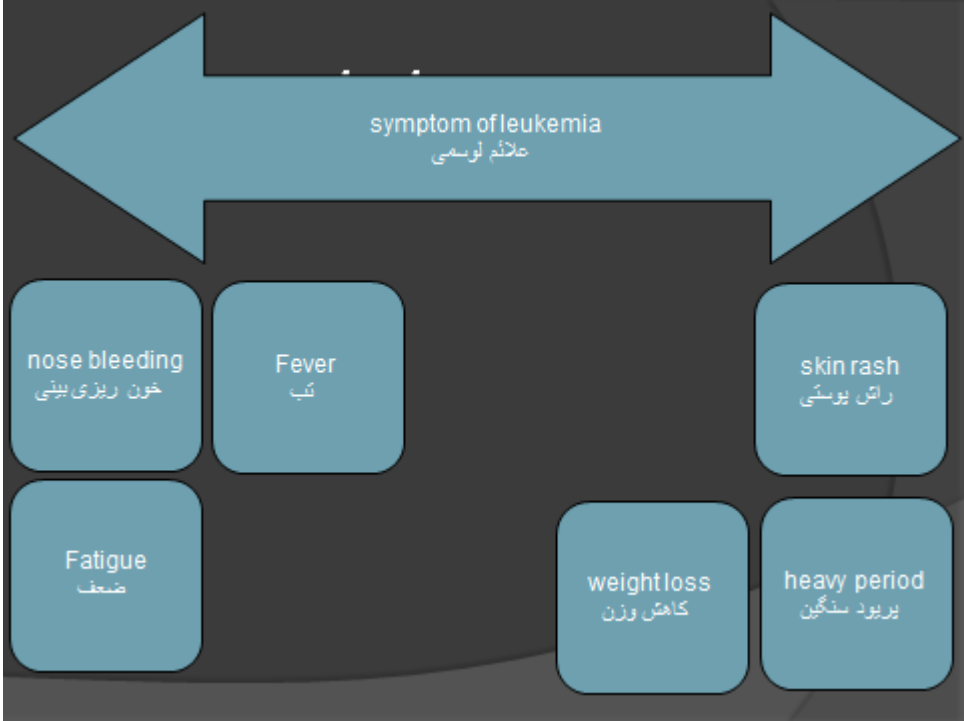 symptom of leukemia
علائم لوسمی
nose bleeding
خون ریزی بینی
Fever
تب
skin rash
راش پوستی
Fatigue
ضعف
weight loss
کاهش وزن
heavy period
پریود سنگین